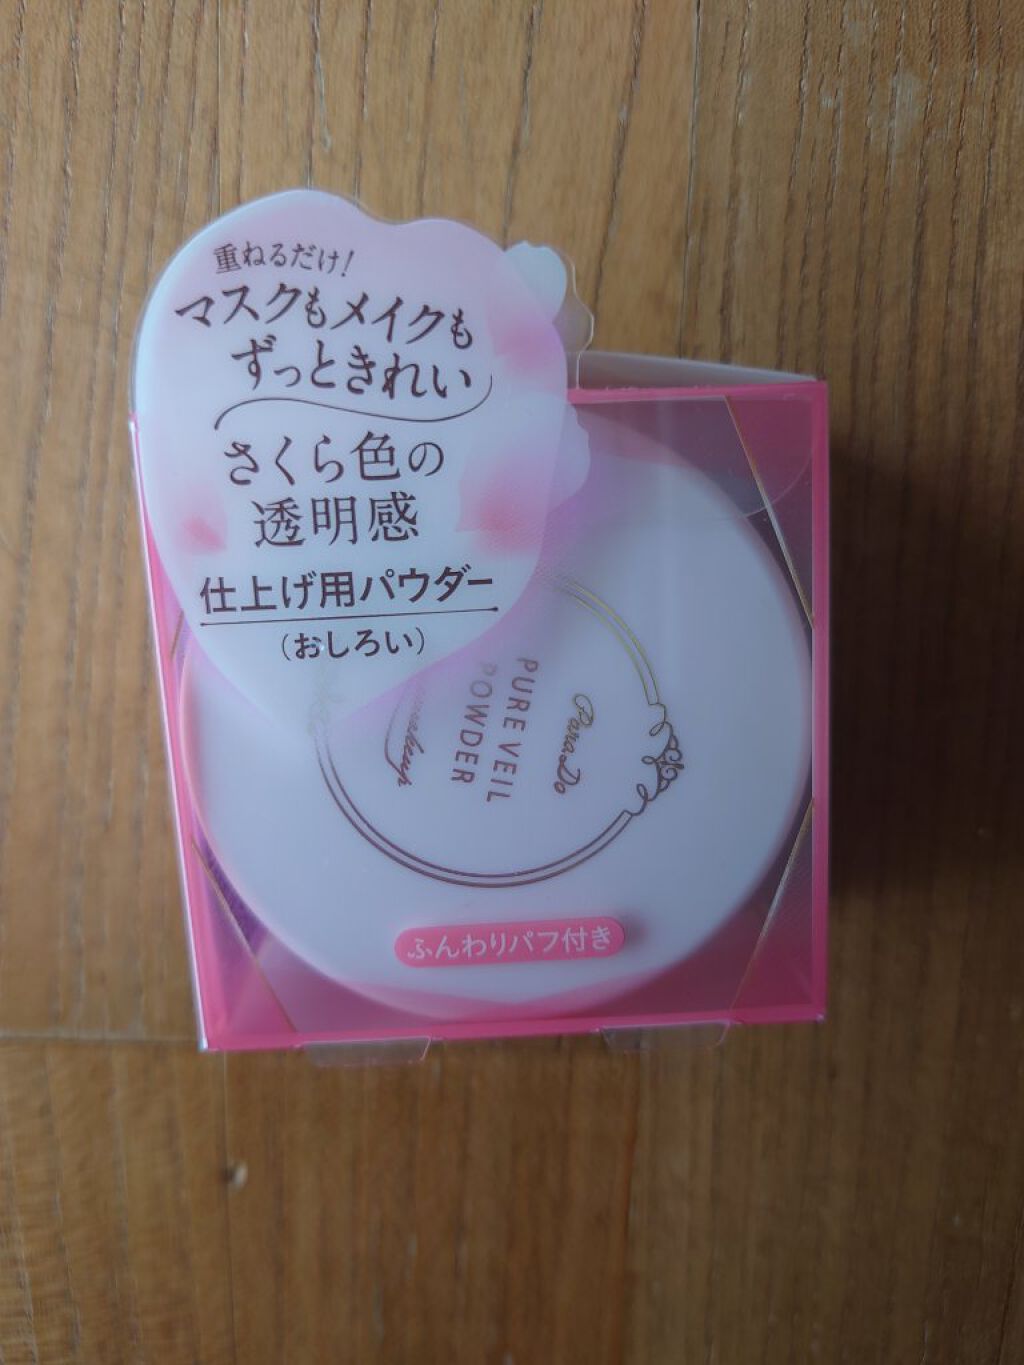 重ねるだけ!
マスクもメイクも
ずっときれい
さくら色の
透明感
仕上げ用パウダー
(おしろい)
ParaDo
PURE VEIL
POWDER
ふんわりパフ付き